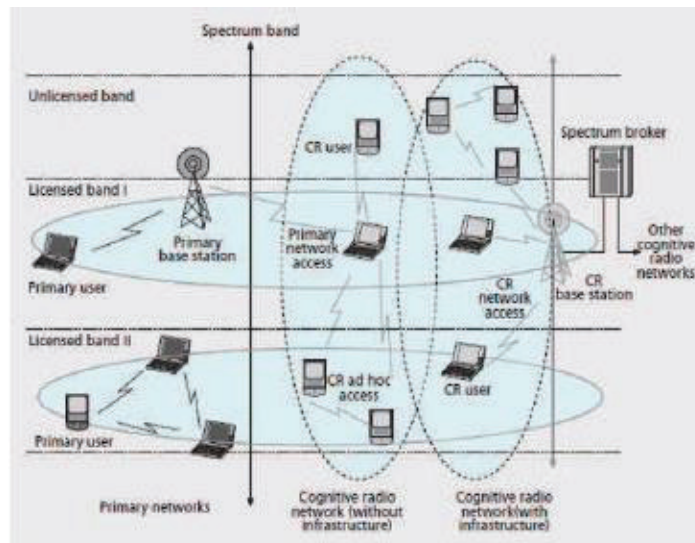 Spectrum band
Unlicensed band
CR user
Spectrum broker
Licensed band I
Primary
base station
Primary
network
access
Primary user
CR
network
access
CR
base station
Other
cognitive
radio
networks
Licensed band II
CR ad hoc
access
CR user
Primary user
Primary networks
Cognitive radio
network (without
infrastructure)
Cognitive radio
network(with
infrastructure)